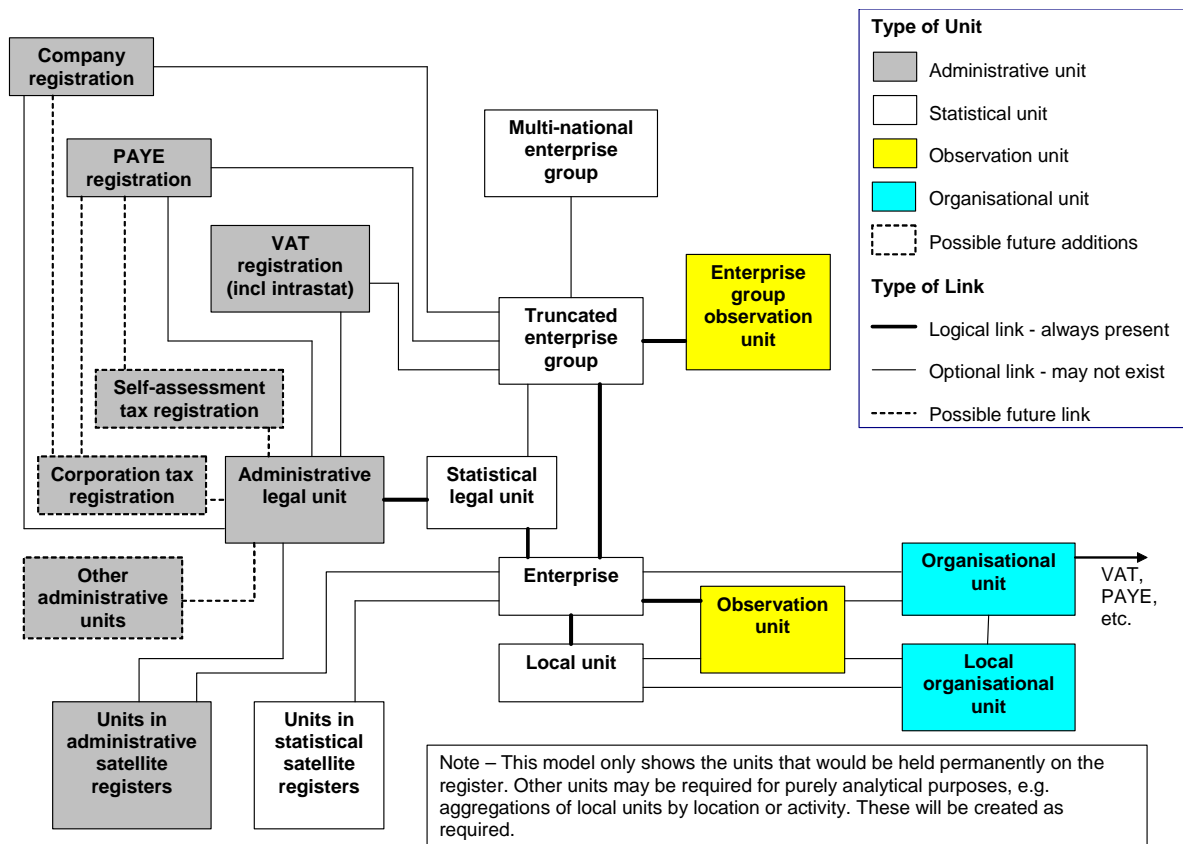 Company
registration
PAYE
registration
VAT
registration
(incl intrastat)
Multi-national
enterprise
group
Truncated
enterprise
group
Enterprise
group
observation
unit
Self-assessment
tax registration
Corporation tax
registration
Administrative
legal unit
Statistical
legal unit
Other
administrative
units
Enterprise
Observation
unit
Organisational
unit
VAT,
PAYE,
etc.
Local unit
Local
organisational
unit
Units in
administrative
satellite
registers
Units in
statistical
satellite
registers
Type of Unit
Administrative unit
Statistical unit
Observation unit
Organisational unit
Possible future additions
Type of Link
Logical link - always present
Optional link - may not exist
Possible future link
Note – This model only shows the units that would be held permanently on the
register. Other units may be required for purely analytical purposes, e.g.
aggregations of local units by location or activity. These will be created as
required.